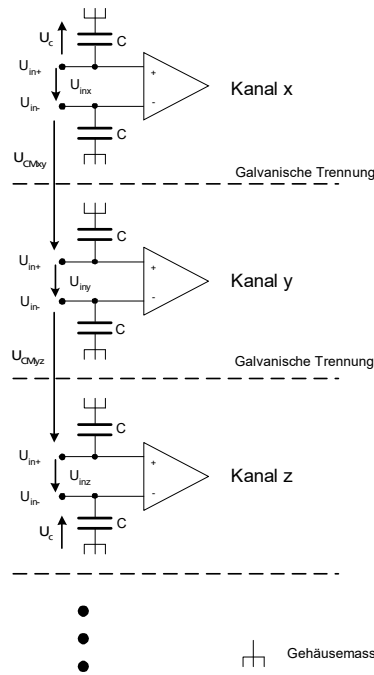 Uc
C
Uin+
Uinx
+
Kanal x
Uin-
-
C
UCMxy
Galvanische Trennung
C
Uin+
Uiny
+
Kanal y
Uin-
-
C
UCMyz
Galvanische Trennung
C
Uin+
Uinz
+
Kanal z
Uin-
-
C
Uc
Gehäusemass